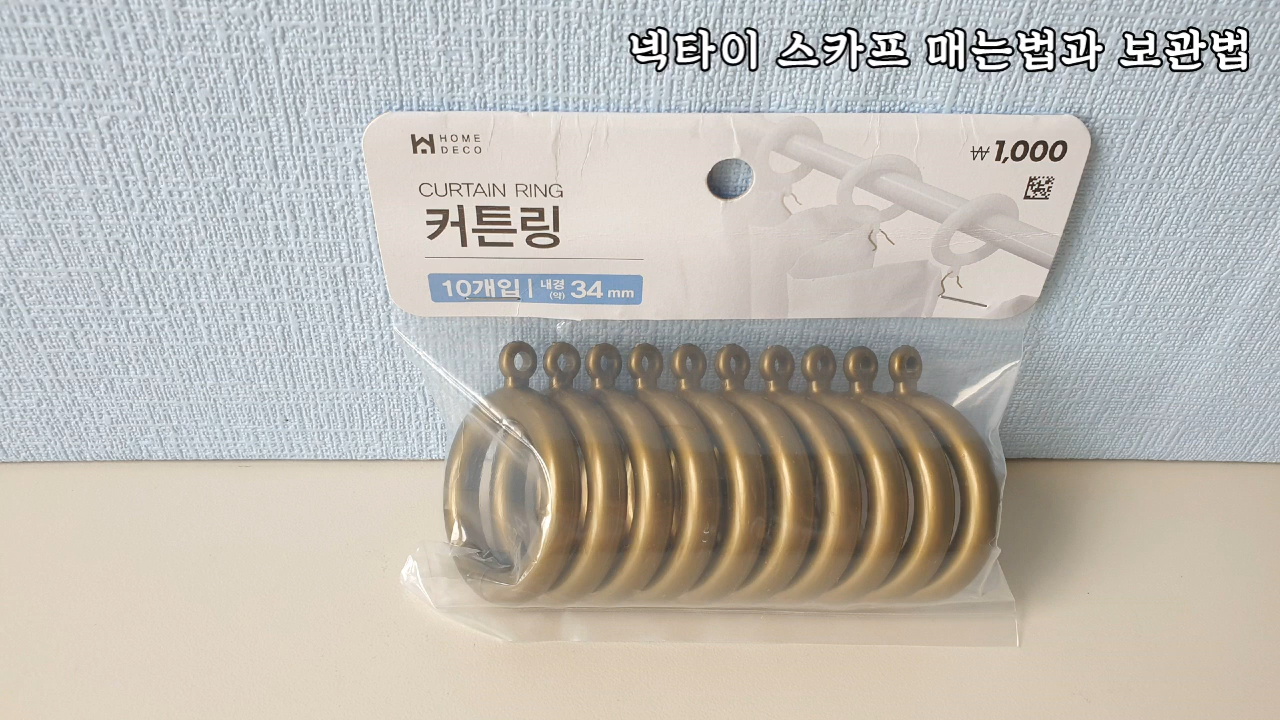 넥타이 스카프 매는법과 보관법
HOME
DECO
₩1,000
CURTAIN RING
커튼링
10개입 | 내경(약) 34 mm